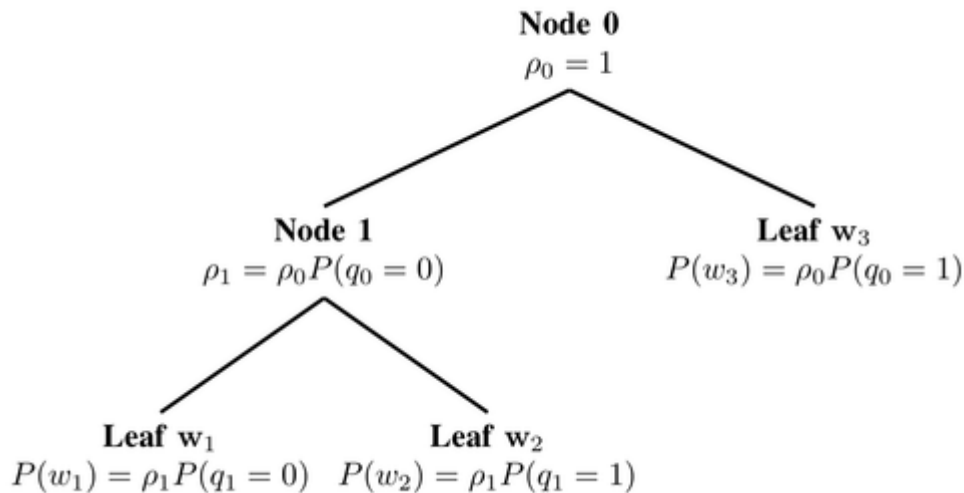 Node 0
ρ₀ = 1
Node 1
ρ₁ = ρ₀P(q₀ = 0)
Leaf w₃
P(w₃) = ρ₀P(q₀ = 1)
Leaf w₁
P(w₁) = ρ₁P(q₁ = 0)
Leaf w₂
P(w₂) = ρ₁P(q₁ = 1)